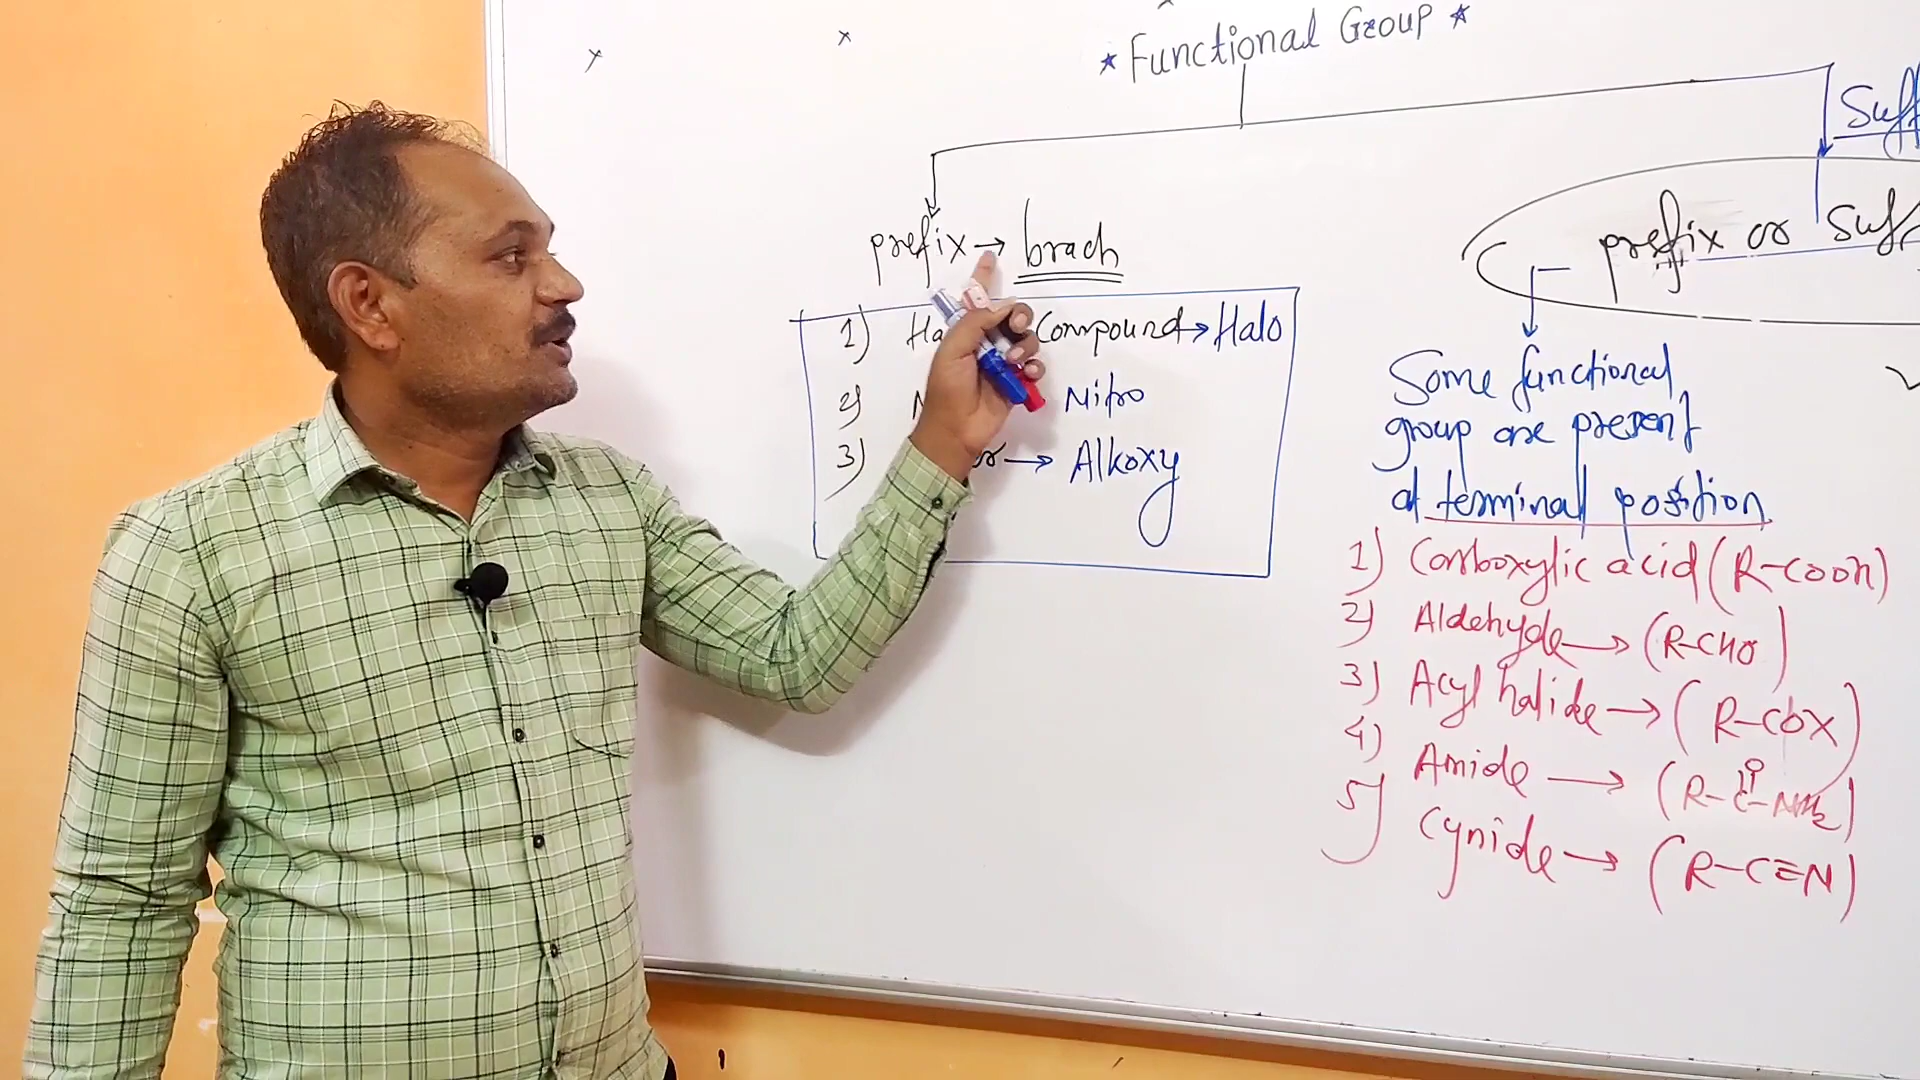 * Functional Group *
Suff
prefix → brach
1) Ha Compound → Halo
2) N Nitro
3) or → Alkoxy
prefix or Suff
Some functional
group are present
at terminal position
1) Carboxylic acid (R-COOH)
2) Aldehyde → (R-CHO)
3) Acyl halide → (R-COX)
4) Amide → (R-C-NH₂)
O
5) Cynide → (R-C≡N)